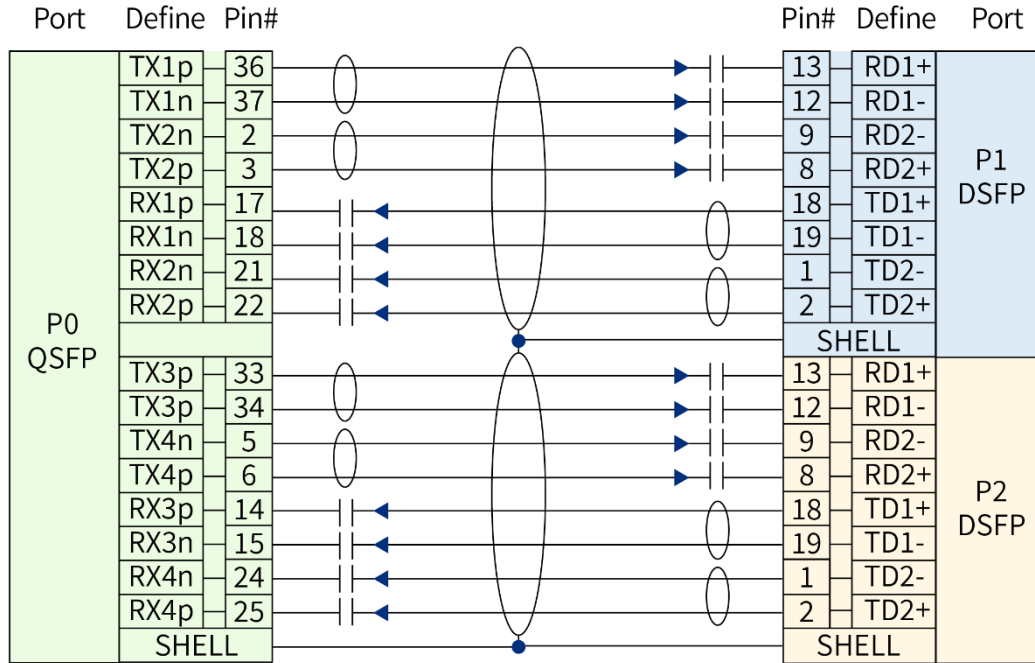 Port Define Pin# Pin# Define Port
TX1p 36 13 RD1+
TX1n 37 12 RD1-
TX2n 2 9 RD2-
TX2p 3 8 RD2+
RX1p 17 18 TD1+
RX1n 18 19 TD1-
RX2n 21 1 TD2-
RX2p 22 2 TD2+
P1
DSFP
SHELL
P0
QSFP
TX3p 33 13 RD1+
TX3p 34 12 RD1-
TX4n 5 9 RD2-
TX4p 6 8 RD2+
RX3p 14 18 TD1+
RX3n 15 19 TD1-
RX4n 24 1 TD2-
RX4p 25 2 TD2+
P2
DSFP
SHELL SHELL